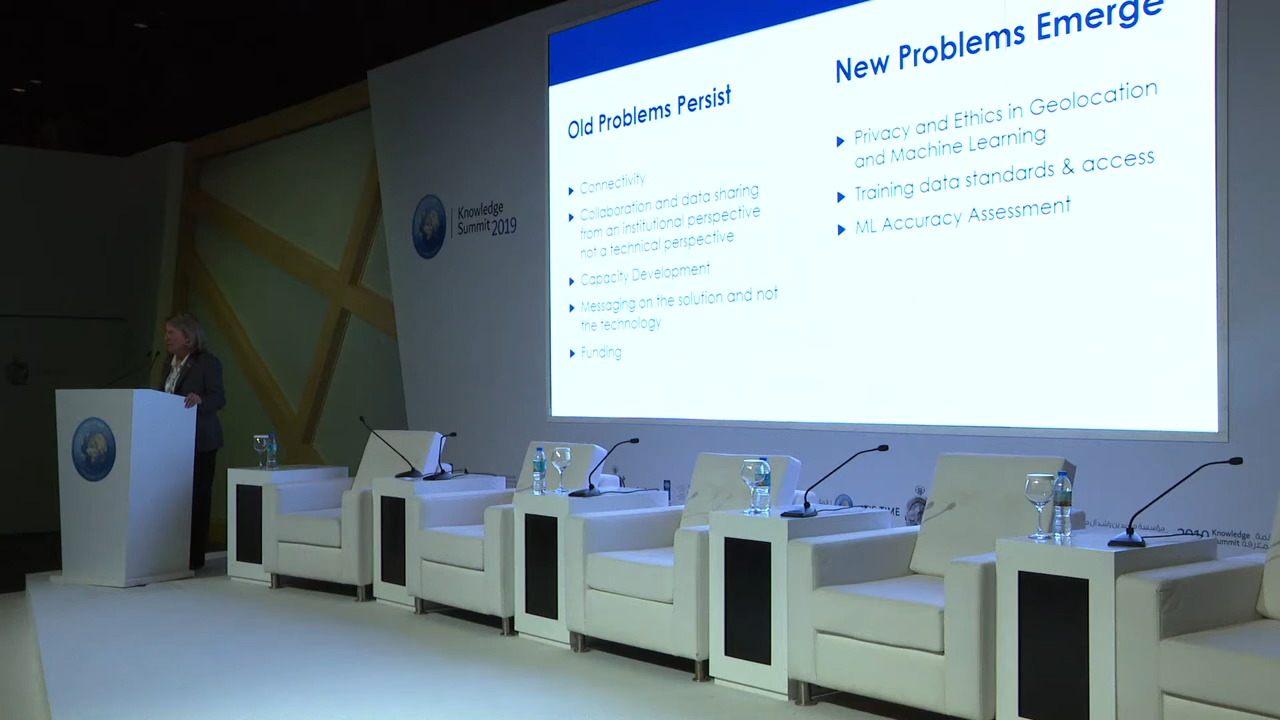 Old Problems Persist
Connectivity
Collaboration and data sharing
from an institutional perspective
not a technical perspective
Capacity Development
Messaging on the solution and not
the technology
Funding
New Problems Emerge
Privacy and Ethics in Geolocation
and Machine Learning
Training data standards & access
ML Accuracy Assessment
Knowledge
Summit 2019
TIME
Knowledge
Summit